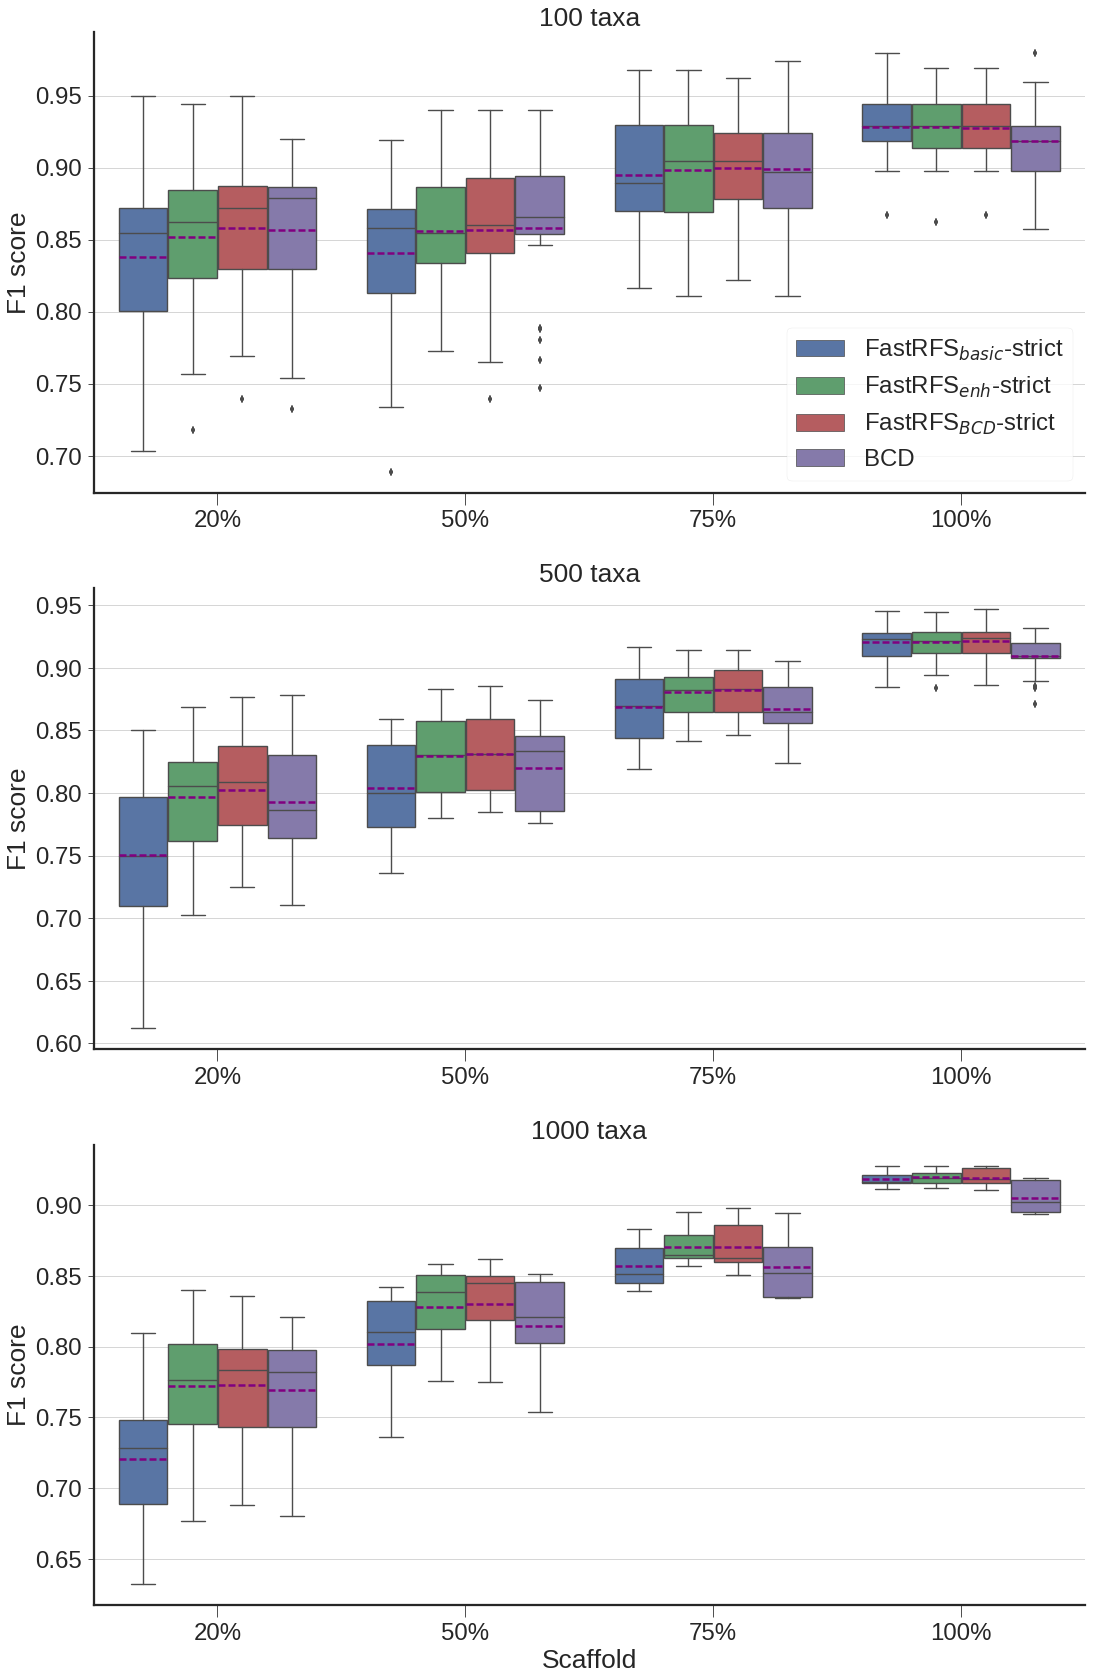 100 taxa
F1 score
0.95
0.90
0.85
0.80
0.75
0.70
FastRFSbasic-strict
FastRFSenh-strict
FastRFSBCD-strict
BCD
20% 50% 75% 100%
500 taxa
F1 score
0.95
0.90
0.85
0.80
0.75
0.70
0.65
0.60
20% 50% 75% 100%
1000 taxa
F1 score
0.90
0.85
0.80
0.75
0.70
0.65
20% 50% 75% 100%
Scaffold